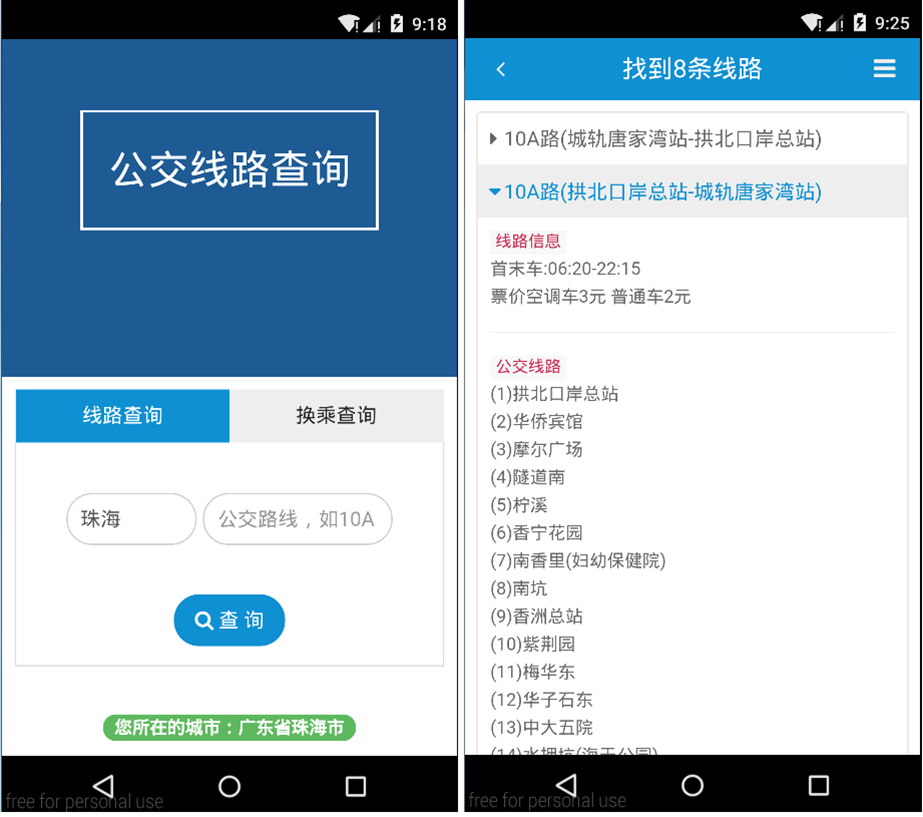 9:18
公交线路查询
线路查询
换乘查询
珠海
公交路线，如10A
查 询
您所在的城市：广东省珠海市
free for personal use
9:25
找到8条线路
10A路(城轨唐家湾站-拱北口岸总站)
10A路(拱北口岸总站-城轨唐家湾站)
线路信息
首末车:06:20-22:15
票价空调车3元 普通车2元
公交线路
(1)拱北口岸总站
(2)华侨宾馆
(3)摩尔广场
(4)隧道南
(5)柠溪
(6)香宁花园
(7)南香里(妇幼保健院)
(8)南坑
(9)香洲总站
(10)紫荆园
(11)梅华东
(12)华子石东
(13)中大五院
(14)水拥坑(海天公园)
free for personal use